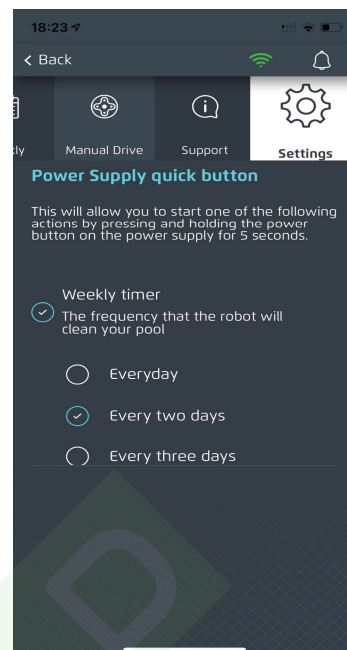 18:23
Back
ly
Manual Drive
Support
Settings
Power Supply quick button
This will allow you to start one of the following
actions by pressing and holding the power
button on the power supply for 5 seconds.
Weekly timer
The frequency that the robot will
clean your pool
Everyday
Every two days
Every three days